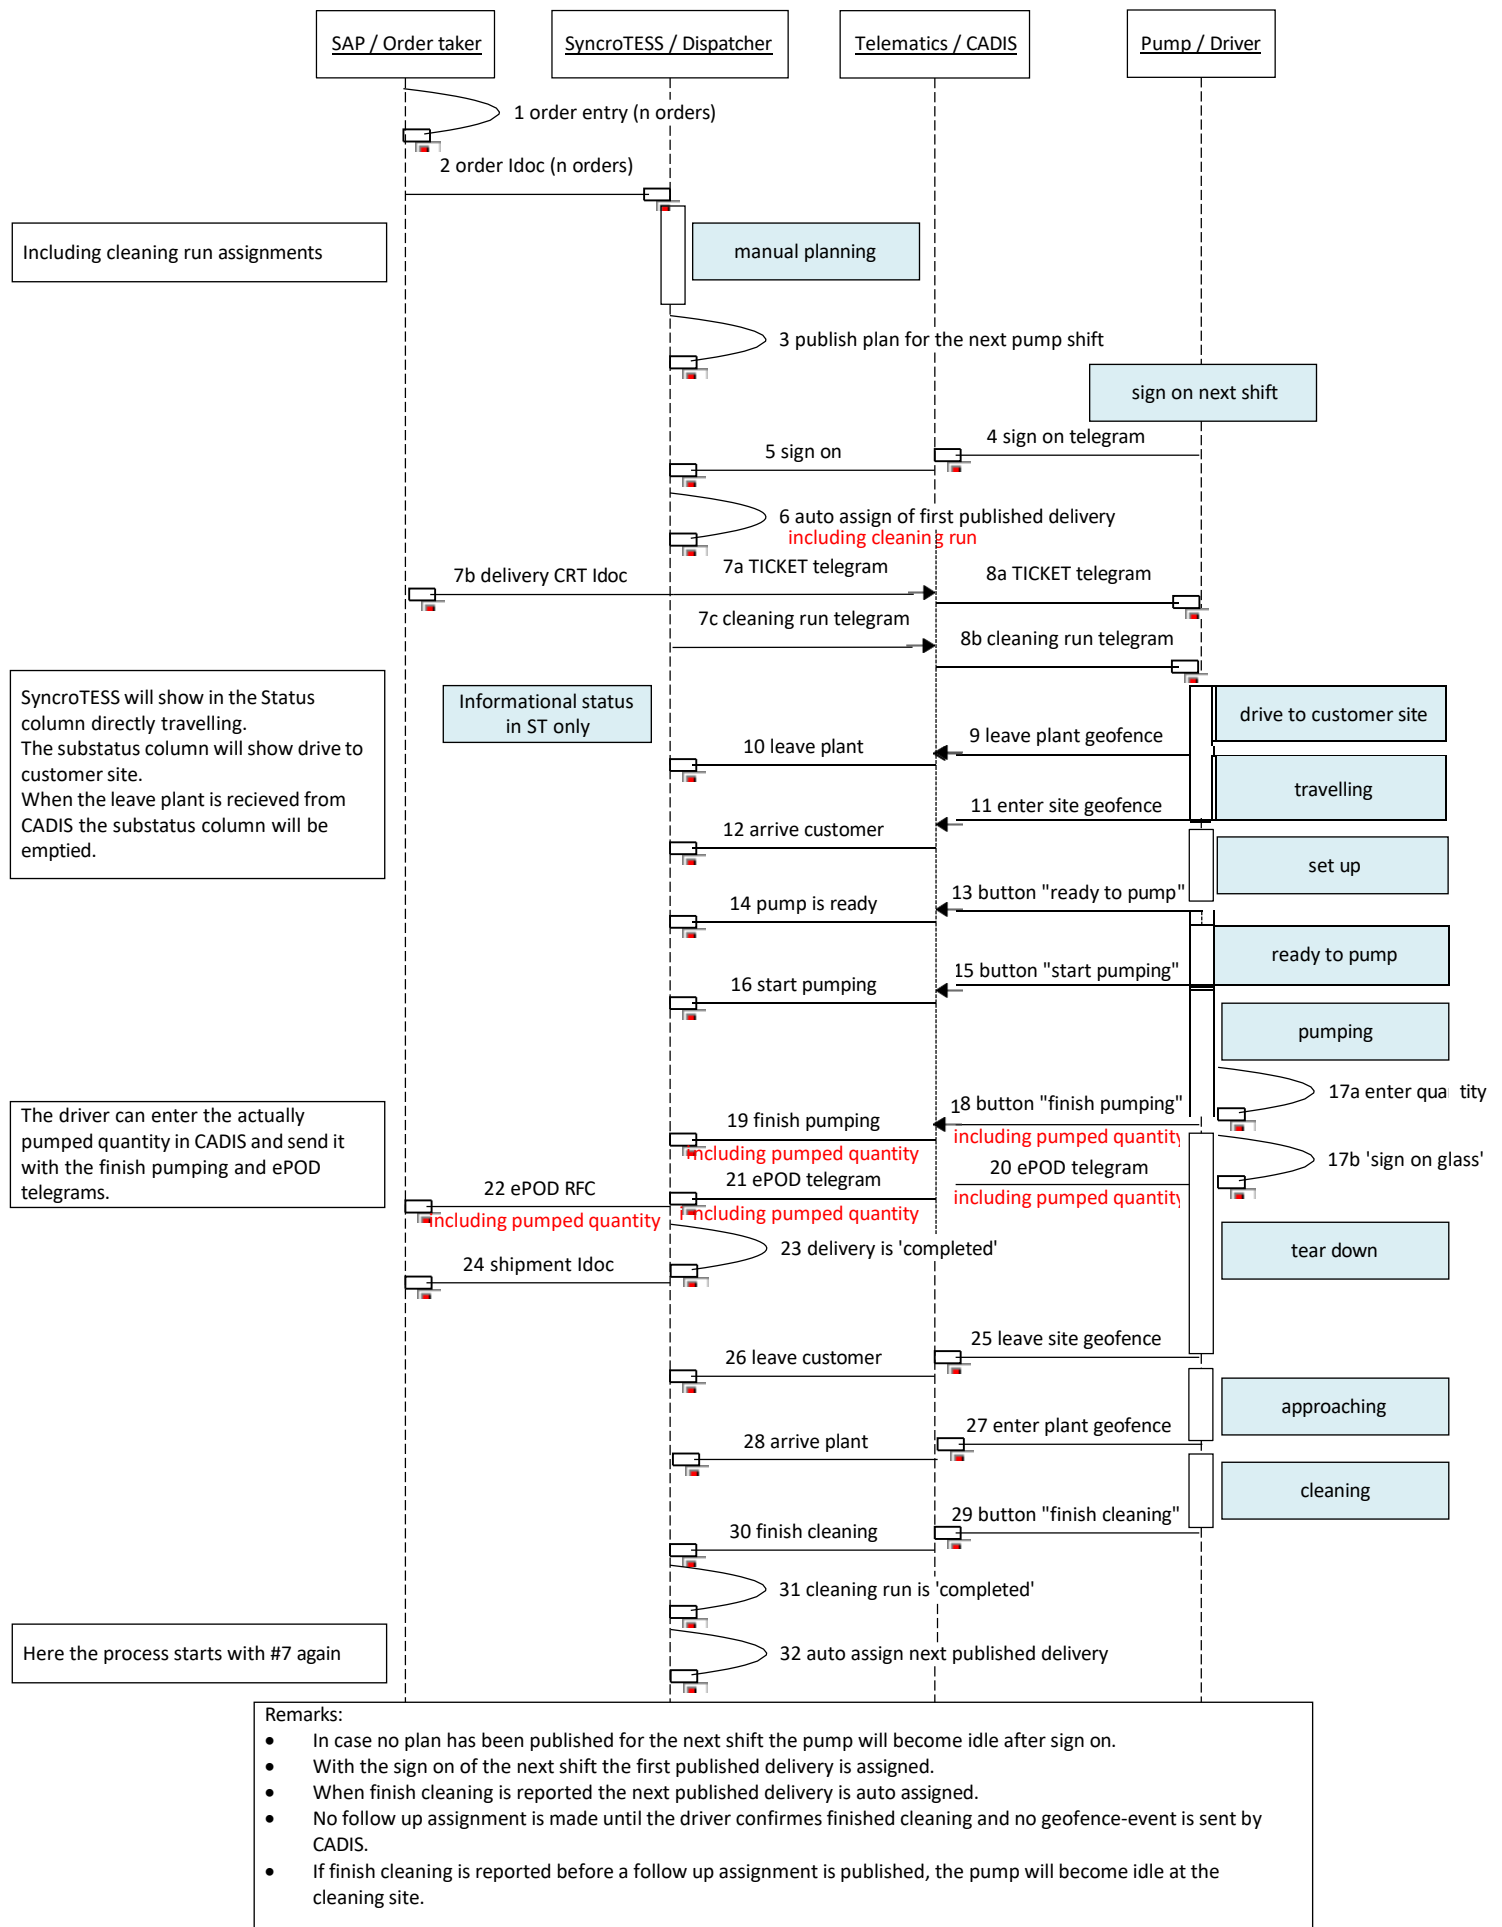 SAP / Order taker
SyncroTESS / Dispatcher
Telematics / CADIS
Pump / Driver
1 order entry (n orders)
2 order Idoc (n orders)
Including cleaning run assignments
manual planning
3 publish plan for the next pump shift
sign on next shift
4 sign on telegram
5 sign on
6 auto assign of first published delivery
including cleaning run
7b delivery CRT Idoc
7a TICKET telegram
8a TICKET telegram
7c cleaning run telegram
8b cleaning run telegram
SyncroTESS will show in the Status
column directly travelling.
The substatus column will show drive to
customer site.
When the leave plant is recieved from
CADIS the substatus column will be
emptied.
Informational status
in ST only
drive to customer site
9 leave plant geofence
10 leave plant
travelling
11 enter site geofence
12 arrive customer
set up
13 button "ready to pump"
14 pump is ready
ready to pump
15 button "start pumping"
16 start pumping
pumping
17a enter quantity
The driver can enter the actually
pumped quantity in CADIS and send it
with the finish pumping and ePOD
telegrams.
18 button "finish pumping"
including pumped quantity
19 finish pumping
including pumped quantity
17b 'sign on glass'
20 ePOD telegram
including pumped quantity
21 ePOD telegram
including pumped quantity
22 ePOD RFC
including pumped quantity
23 delivery is 'completed'
tear down
24 shipment Idoc
25 leave site geofence
26 leave customer
approaching
27 enter plant geofence
28 arrive plant
cleaning
29 button "finish cleaning"
30 finish cleaning
31 cleaning run is 'completed'
Here the process starts with #7 again
32 auto assign next published delivery
Remarks:
• In case no plan has been published for the next shift the pump will become idle after sign on.
• With the sign on of the next shift the first published delivery is assigned.
• When finish cleaning is reported the next published delivery is auto assigned.
• No follow up assignment is made until the driver confirmes finished cleaning and no geofence-event is sent by
CADIS.
• If finish cleaning is reported before a follow up assignment is published, the pump will become idle at the
cleaning site.